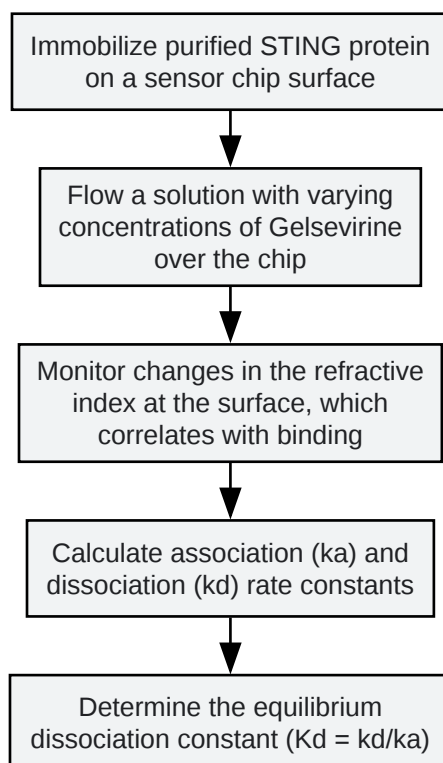 Immobilize purified STING protein
on a sensor chip surface
Flow a solution with varying
concentrations of Gelsevirine
over the chip
Monitor changes in the refractive
index at the surface, which
correlates with binding
Calculate association (ka) and
dissociation (kd) rate constants
Determine the equilibrium
dissociation constant (Kd = kd/ka)